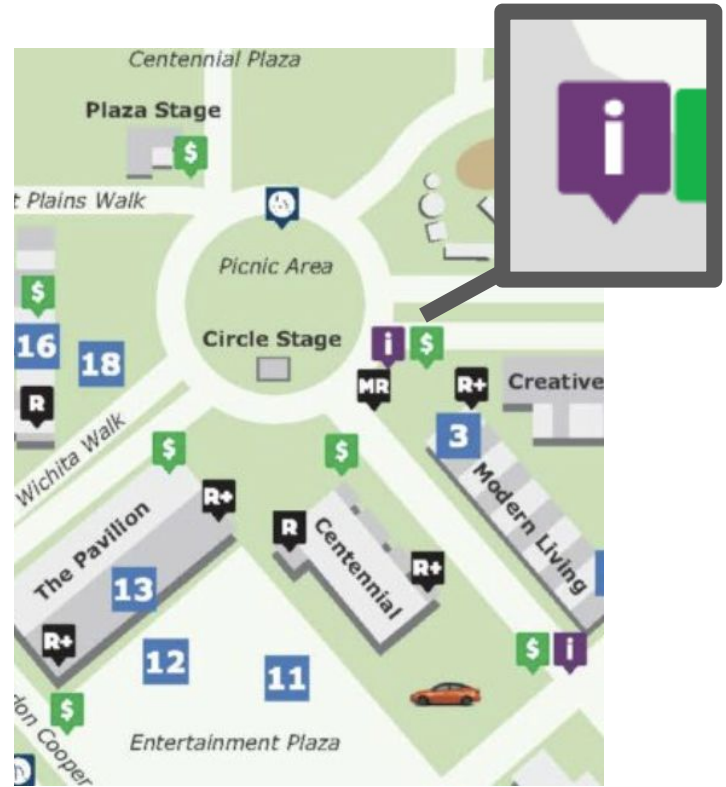 Centennial Plaza
i
Plaza Stage
$
t Plains Walk
Picnic Area
$
16
18
R
Circle Stage
i
$
MR
R+
Creative
3
Wichita Walk
$
$
Modern Living
R+
The Pavilion
R
Centennial
R+
13
R+
12
11
$
i
$
don Cooper
Entertainment Plaza